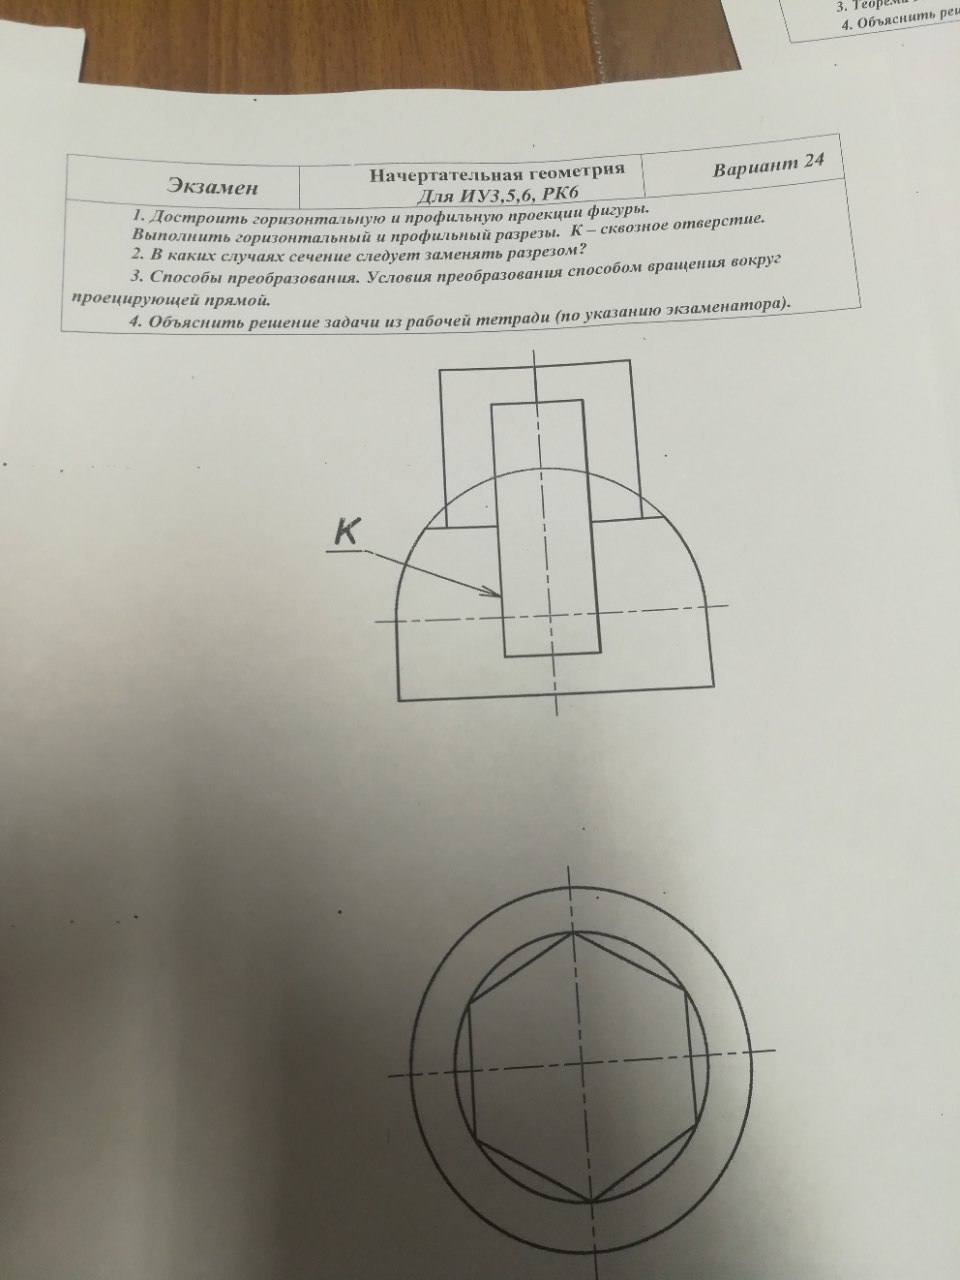 3. Теорема
4. Объяснить реш
Экзамен
Начертательная геометрия
Для ИУ3,5,6, РК6
Вариант 24
1. Достроить горизонтальную и профильную проекции фигуры.
Выполнить горизонтальный и профильный разрезы. К – сквозное отверстие.
2. В каких случаях сечение следует заменять разрезом?
3. Способы преобразования. Условия преобразования способом вращения вокруг
проецирующей прямой.
4. Объяснить решение задачи из рабочей тетради (по указанию экзаменатора).
К